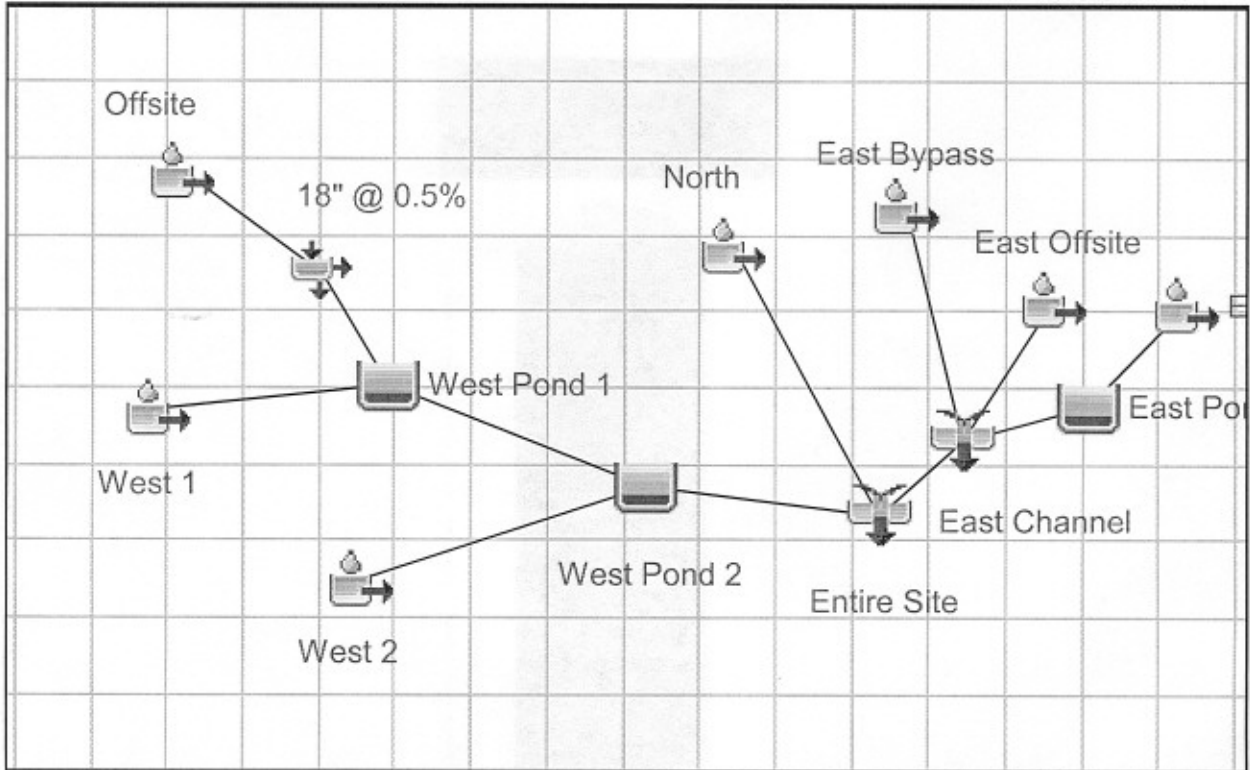 Offsite
18" @ 0.5%
North
East Bypass
East Offsite
West Pond 1
East
West 1
East Channel
West Pond 2
Entire Site
West 2